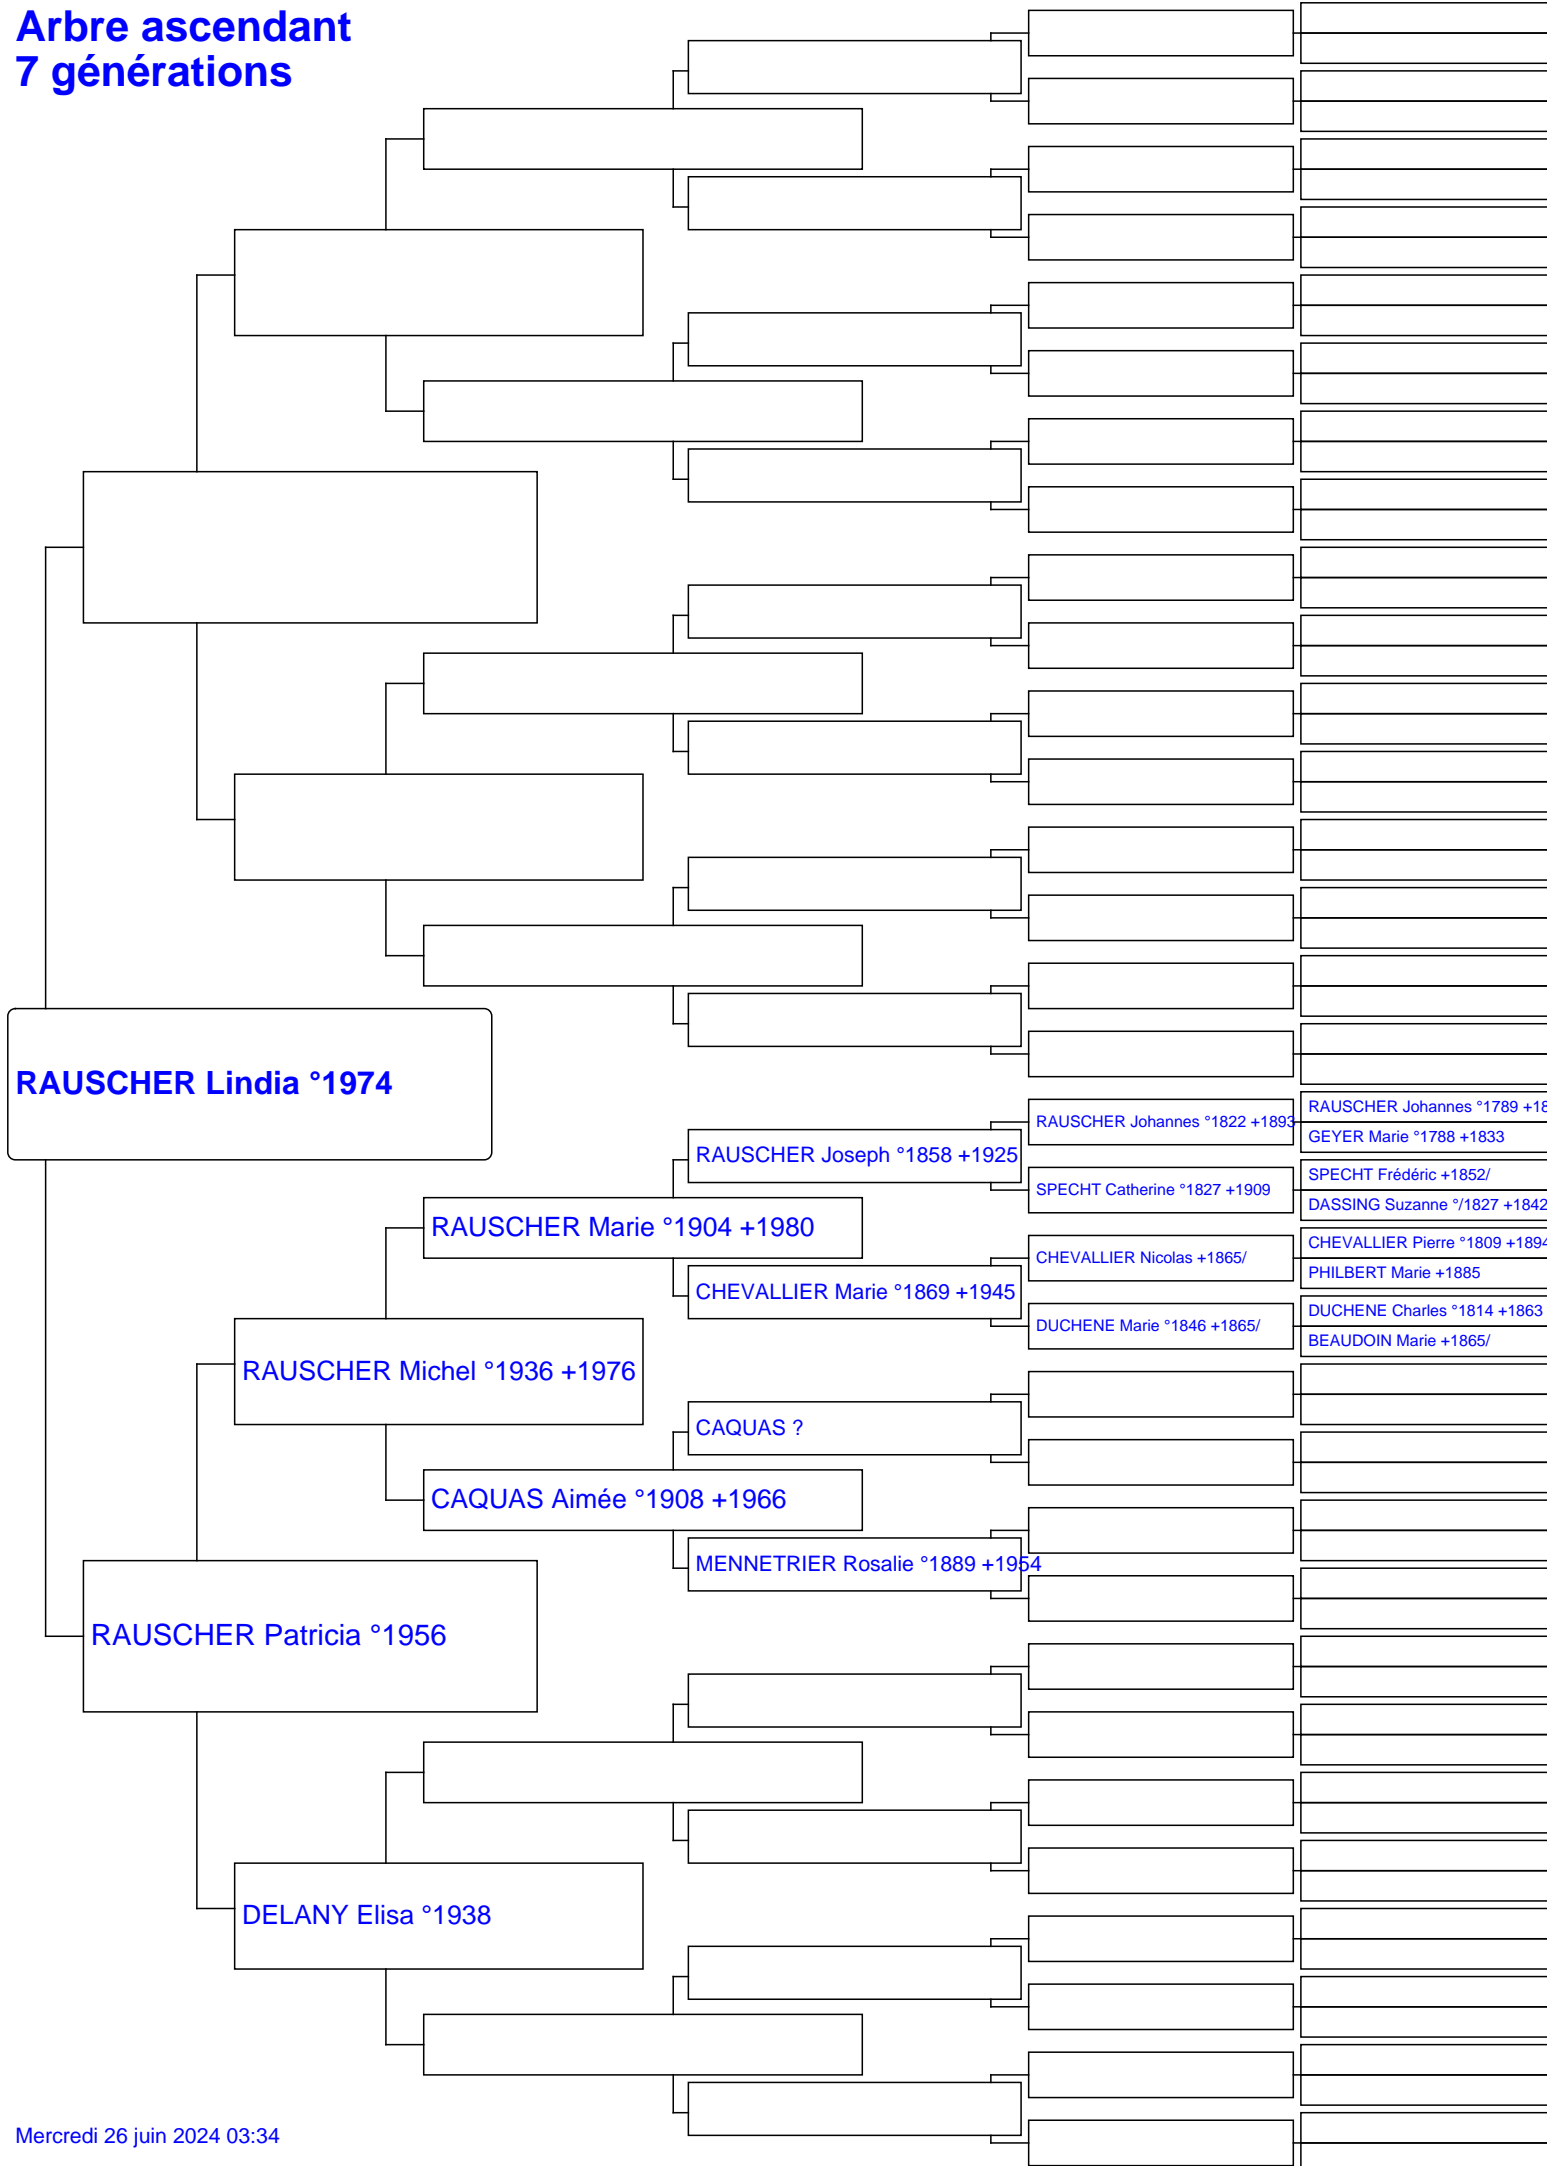 Arbre ascendant
7 générations
RAUSCHER Lindia °1974
RAUSCHER Johannes °1822 +1893
RAUSCHER Johannes °1789 +18
GEYER Marie °1788 +1833
RAUSCHER Joseph °1858 +1925
SPECHT Catherine °1827 +1909
SPECHT Frédéric +1852/
DASSING Suzanne °/1827 +1842
RAUSCHER Marie °1904 +1980
CHEVALLIER Nicolas +1865/
CHEVALLIER Pierre °1809 +1894
PHILBERT Marie +1885
CHEVALLIER Marie °1869 +1945
DUCHENE Marie °1846 +1865/
DUCHENE Charles °1814 +1863
BEAUDOIN Marie +1865/
RAUSCHER Michel °1936 +1976
CAQUAS ?
CAQUAS Aimée °1908 +1966
MENNETRIER Rosalie °1889 +1954
RAUSCHER Patricia °1956
DELANY Elisa °1938
Mercredi 26 juin 2024 03:34